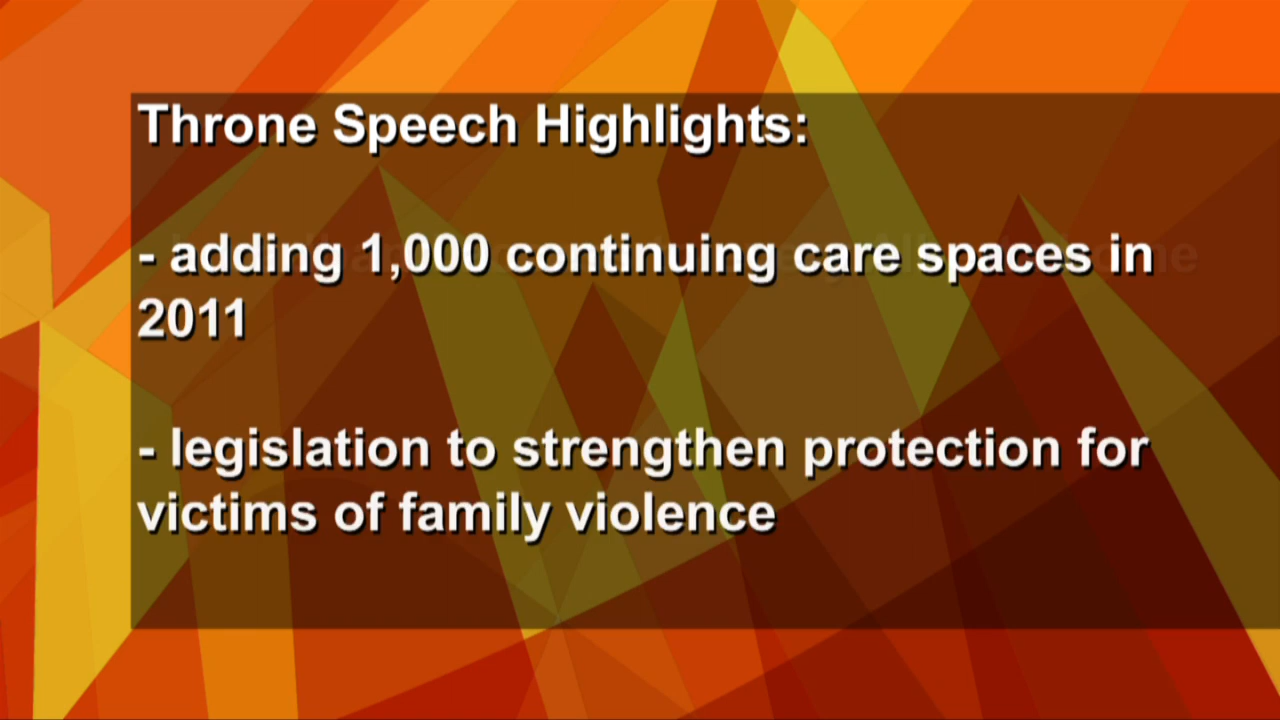 Throne Speech Highlights:
- adding 1,000 continuing care spaces in
2011
- legislation to strengthen protection for
victims of family violence